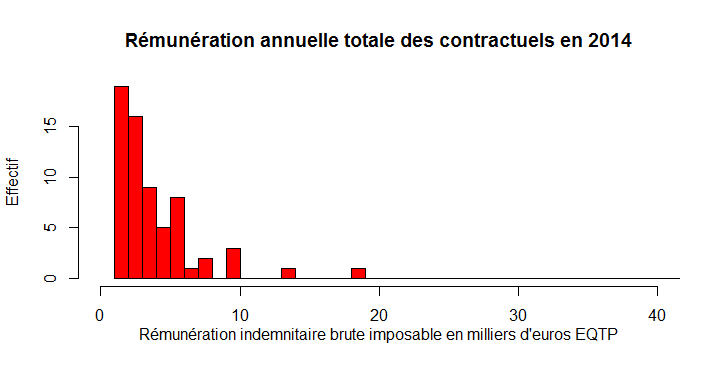 Rémunération annuelle totale des contractuels en 2014
Effectif
15
10
5
0
0 10 20 30 40
Rémunération indemnitaire brute imposable en milliers d'euros EQTP